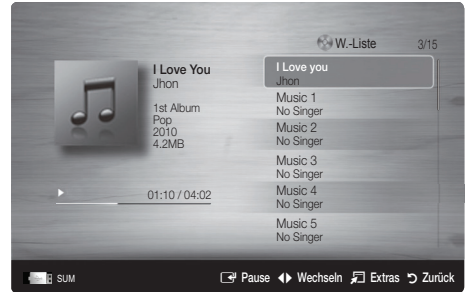 W.-Liste 3/15
I Love You
Jhon
1st Album
Pop
2010
4.2MB
01:10 / 04:02
I Love you
Jhon
Music 1
No Singer
Music 2
No Singer
Music 3
No Singer
Music 4
No Singer
Music 5
No Singer
SUM Pause Wechseln Extras Zurück